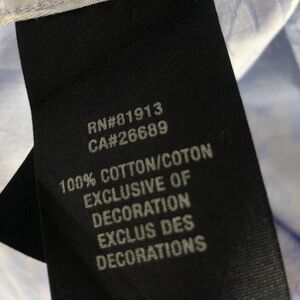 RN#81913
CA#26689
100% COTTON/COTON
EXCLUSIVE OF
DECORATION
EXCLUS DES
DECORATIONS